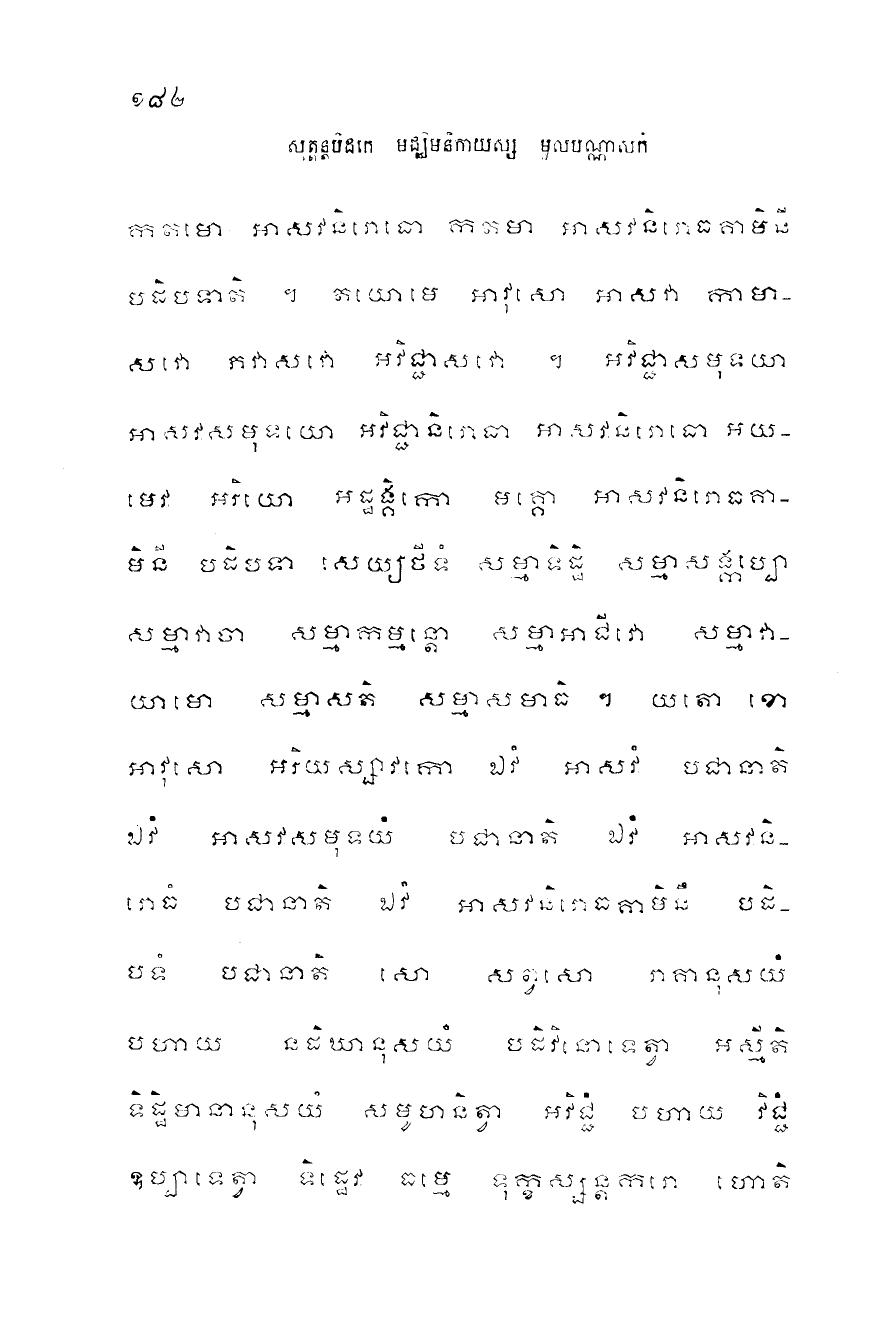 ១៨២
សុត្តន្តបិដកេ មជ្ឈិមនិកាយស្ស មូលបណ្ណាសកំ
កតមោ អាសវនិរោធោ កតមា អាសវនិរោធគាមិនី
បដិបទាតិ ។ តយោមេ អាវុសោ អាសវា កាមា-
សវោ ភវាសវោ អវិជ្ជាសវោ ។ អវិជ្ជាសមុទយា
អាសវសមុទយោ អវិជ្ជានិរោធា អាសវនិរោធោ អយ-
មេវ អរិយោ អដ្ឋង្គិកោ មគ្គោ អាសវនិរោធគា-
មិនី បដិបទា សេយ្យថីទំ សម្មាទិដ្ឋិ សម្មាសង្កប្បោ
សម្មាវាចា សម្មាកម្មន្តោ សម្មាអាជីវោ សម្មាវា-
យាមោ សម្មាសតិ សម្មាសមាធិ ។ យតោ ខោ
អាវុសោ អរិយស្សាវកោ ឯវំ អាសវំ បជានាតិ
ឯវំ អាសវសមុទយំ បជានាតិ ឯវំ អាសវនិ-
រោធំ បជានាតិ ឯវំ អាសវនិរោធគាមិនឹ បដិ-
បទំ បជានាតិ សោ សព្វសោ រាគានុសយំ
បហាយ បដិឃានុសយំ បដិវិនោទេត្វា អស្មីតិ
ទិដ្ឋិមានានុសយំ សមូហនិត្វា អវិជ្ជំ បហាយ វិជ្ជំ
ឧប្បាទេត្វា ទិដ្ឋេវ ធម្មេ ទុក្ខស្សន្តករោ ហោតិ